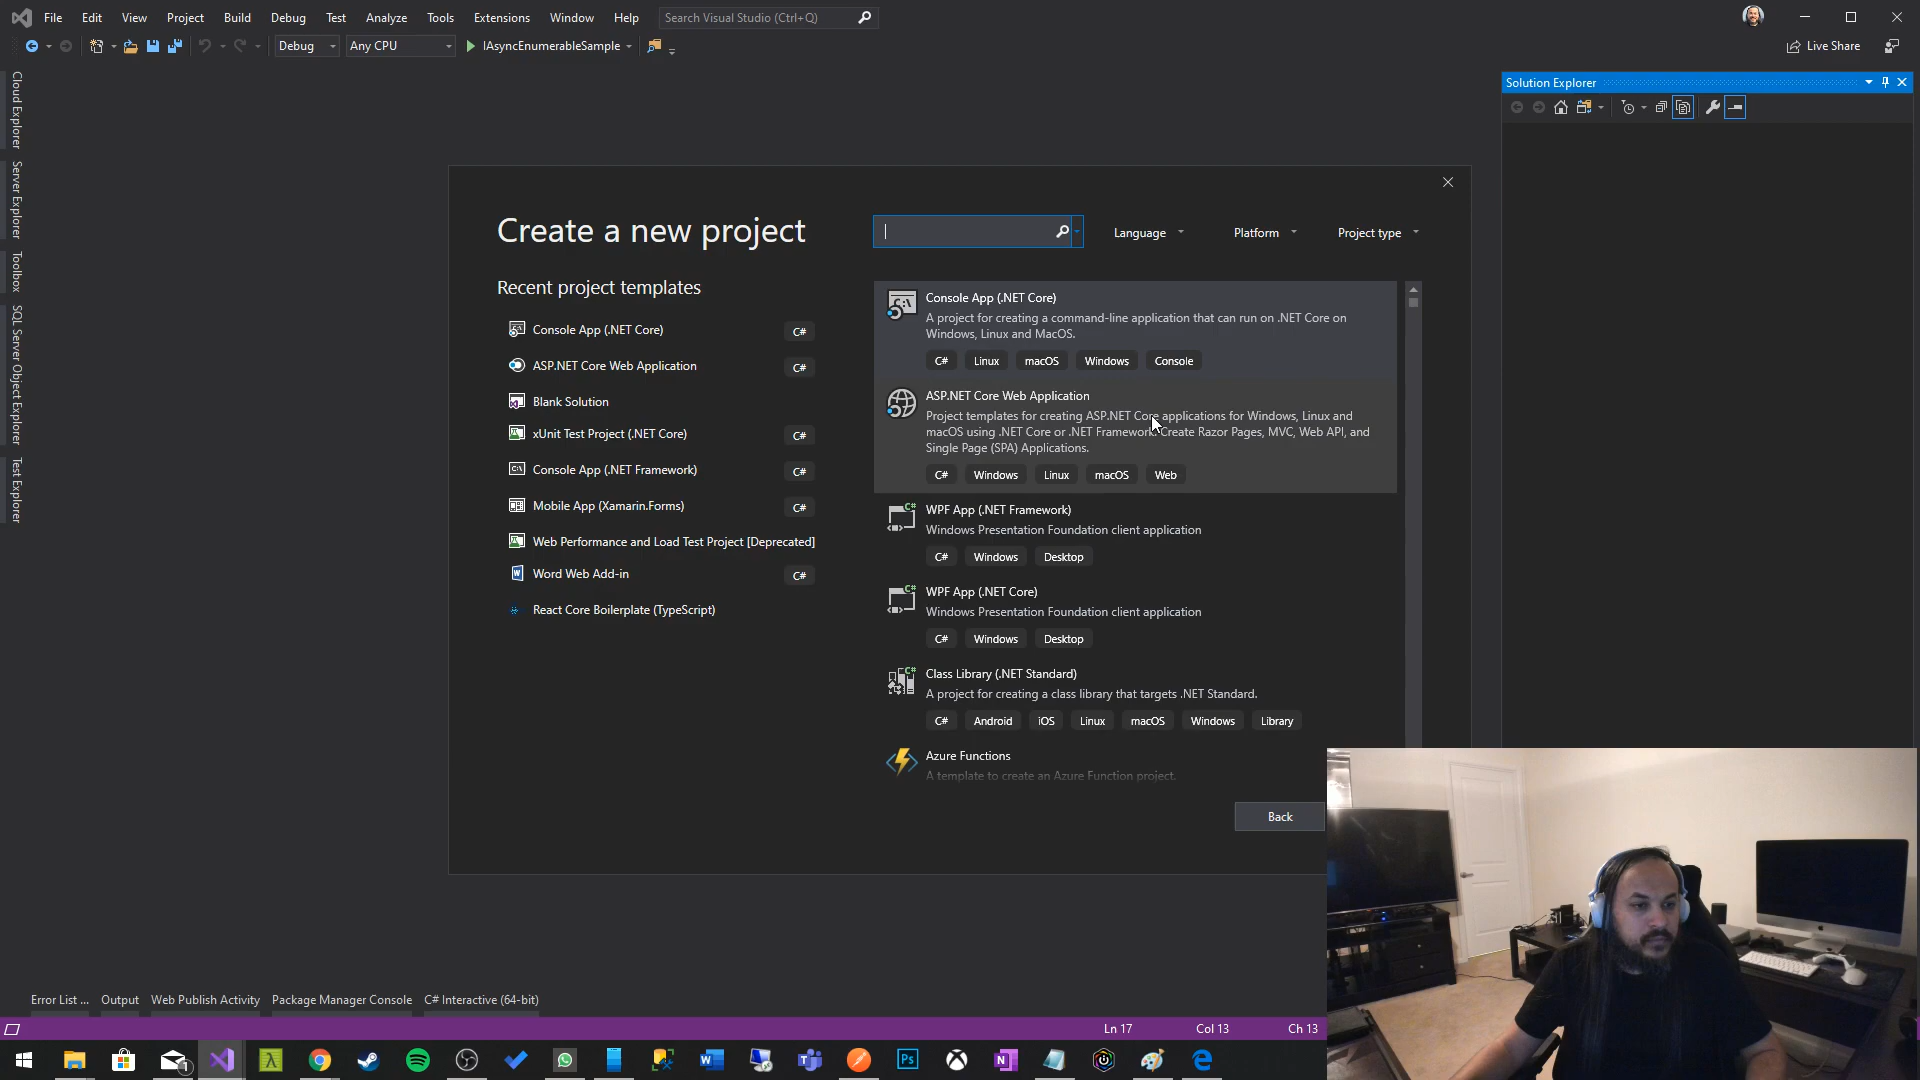 File Edit View Project Build Debug Test Analyze Tools Extensions Window Help Search Visual Studio (Ctrl+Q)
Debug Any CPU IAsyncEnumerableSample Live Share
Cloud Explorer
Server Explorer
Toolbox
SQL Server Object Explorer
Test Explorer
Solution Explorer
Create a new project
Language Platform Project type
Recent project templates
Console App (.NET Core) C#
ASP.NET Core Web Application C#
Blank Solution
xUnit Test Project (.NET Core) C#
Console App (.NET Framework) C#
Mobile App (Xamarin.Forms) C#
Web Performance and Load Test Project [Deprecated]
Word Web Add-in C#
React Core Boilerplate (TypeScript)
Console App (.NET Core)
A project for creating a command-line application that can run on .NET Core on
Windows, Linux and MacOS.
C# Linux macOS Windows Console
ASP.NET Core Web Application
Project templates for creating ASP.NET Core applications for Windows, Linux and
macOS using .NET Core or .NET Framework. Create Razor Pages, MVC, Web API, and
Single Page (SPA) Applications.
C# Windows Linux macOS Web
WPF App (.NET Framework)
Windows Presentation Foundation client application
C# Windows Desktop
WPF App (.NET Core)
Windows Presentation Foundation client application
C# Windows Desktop
Class Library (.NET Standard)
A project for creating a class library that targets .NET Standard.
C# Android iOS Linux macOS Windows Library
Azure Functions
A template to create an Azure Function project.
Back
Error List ... Output Web Publish Activity Package Manager Console C# Interactive (64-bit)
Ln 17 Col 13 Ch 13